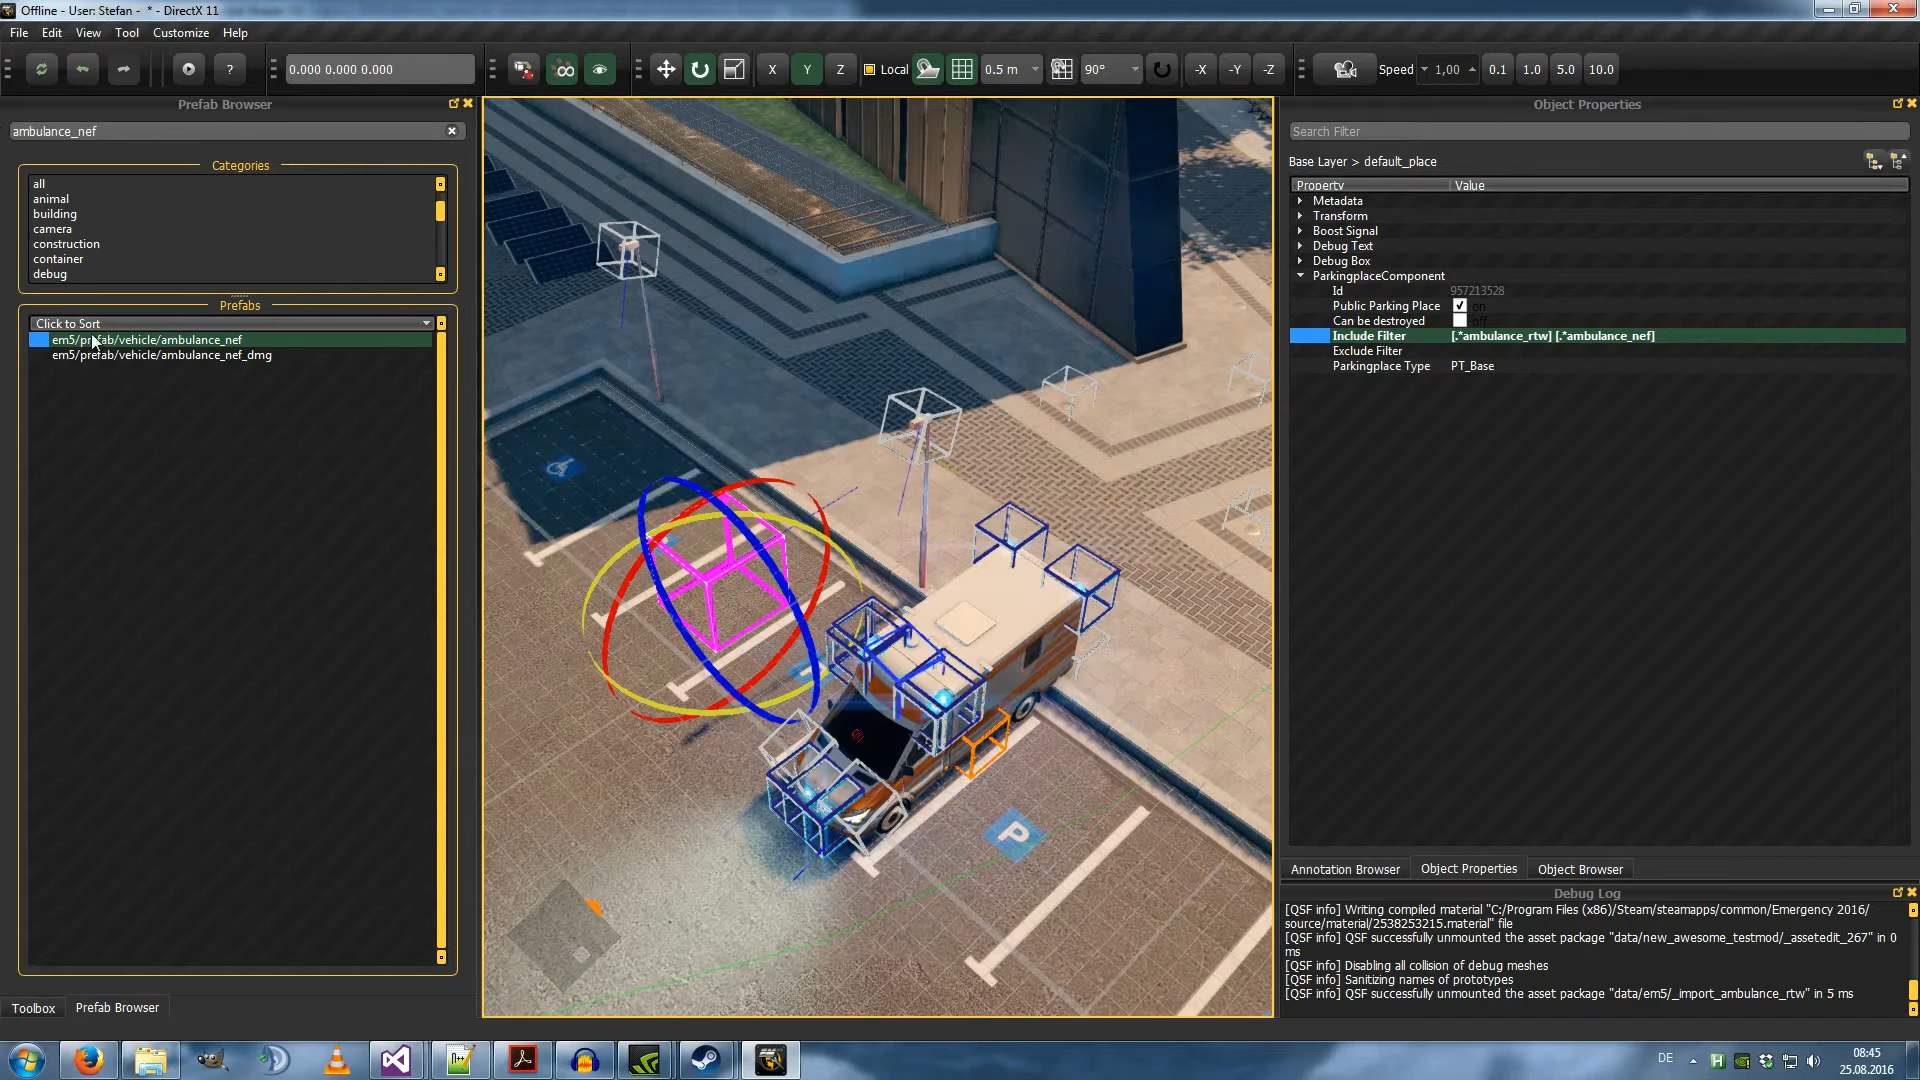 Offline - User: Stefan - * - DirectX 11
File Edit View Tool Customize Help
? 0.000 0.000 0.000 X Y Z Local 0.5 m 90° -X -Y -Z Speed 1,00 0.1 1.0 5.0 10.0
Prefab Browser
ambulance_nef
Categories
all
animal
building
camera
construction
container
debug
Prefabs
Click to Sort
em5/prefab/vehicle/ambulance_nef
em5/prefab/vehicle/ambulance_nef_dmg
Toolbox Prefab Browser
P
Object Properties
Search Filter
Base Layer > default_place
Property Value
Metadata
Transform
Boost Signal
Debug Text
Debug Box
ParkingplaceComponent
Id 957213528
Public Parking Place on
Can be destroyed off
Include Filter [.*ambulance_rtw] [.*ambulance_nef]
Exclude Filter
Parkingplace Type PT_Base
Annotation Browser Object Properties Object Browser
Debug Log
[QSF info] Writing compiled material "C:/Program Files (x86)/Steam/steamapps/common/Emergency 2016/
source/material/2538253215.material" file
[QSF info] QSF successfully unmounted the asset package "data/new_awesome_testmod/_assetedit_267" in 0
ms
[QSF info] Disabling all collision of debug meshes
[QSF info] Sanitizing names of prototypes
[QSF info] QSF successfully unmounted the asset package "data/em5/_import_ambulance_rtw" in 5 ms
DE
08:45
25.08.2016